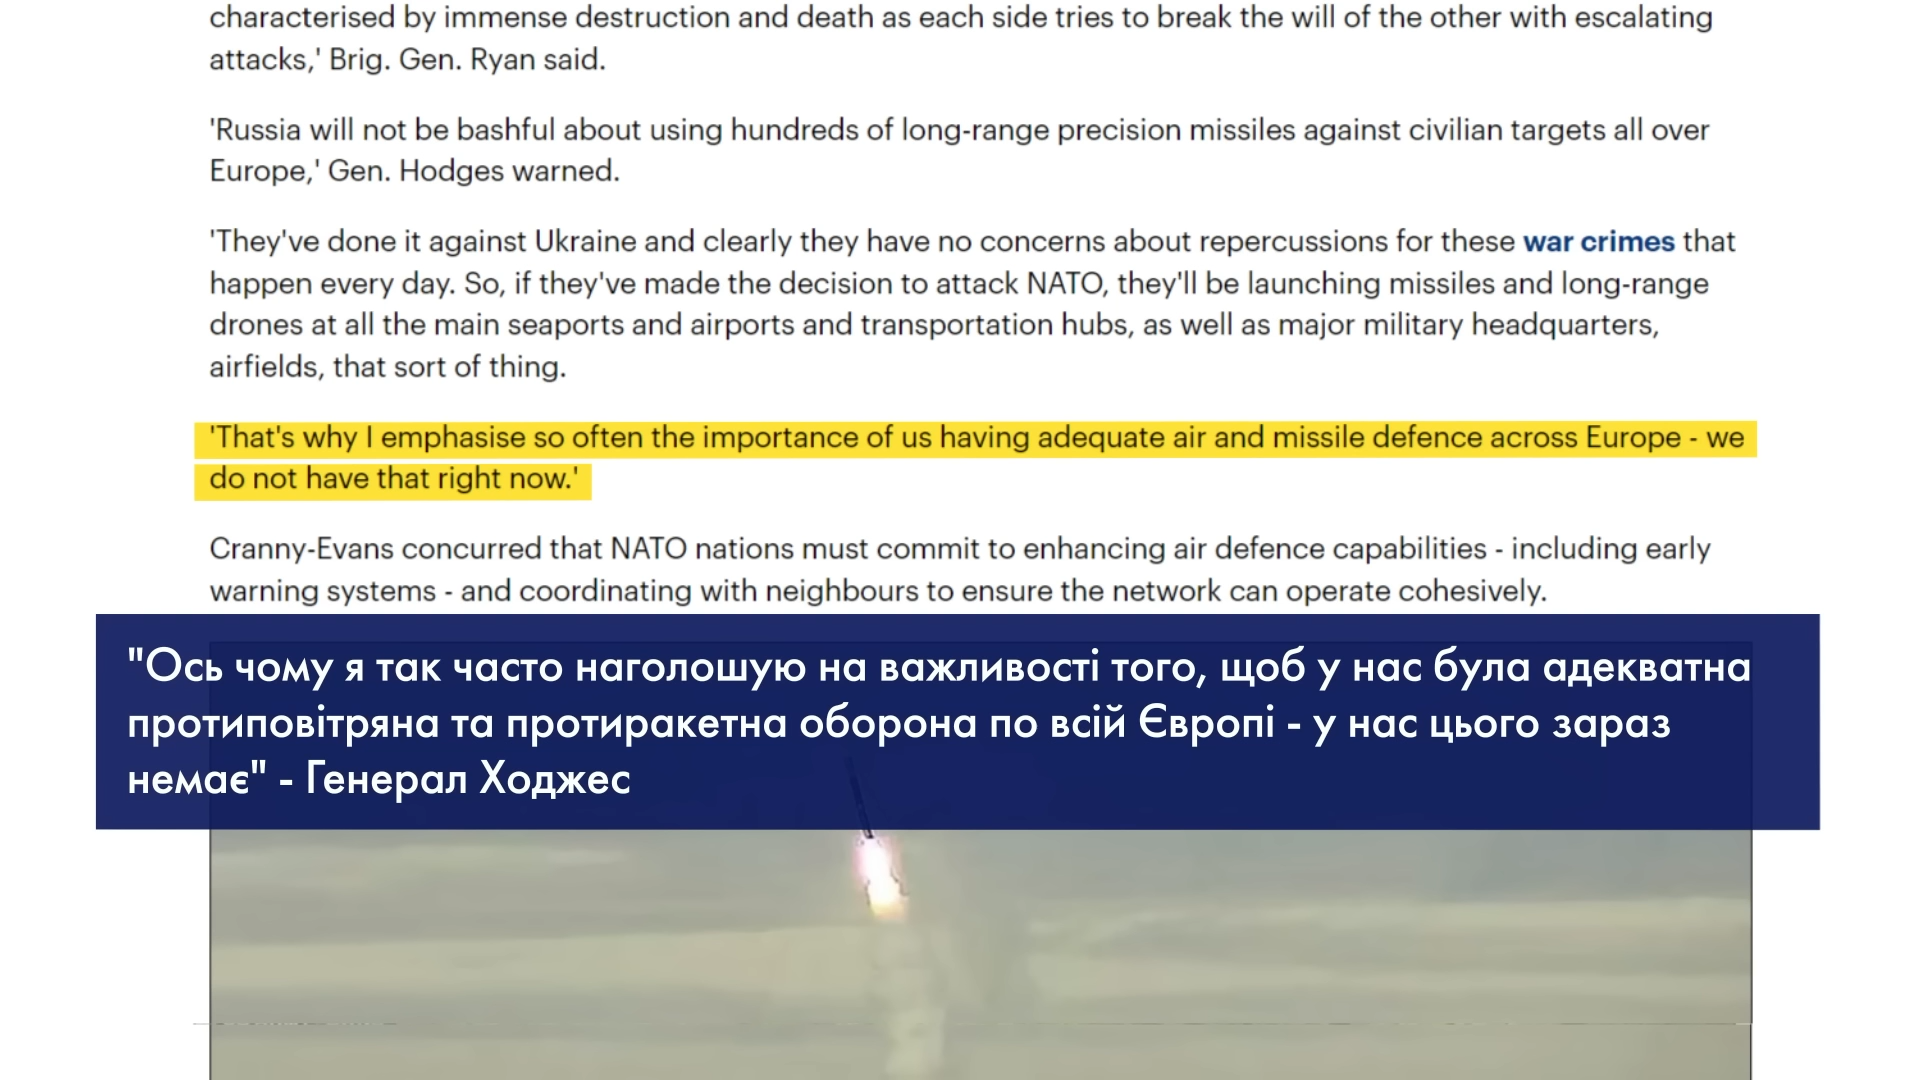 characterised by immense destruction and death as each side tries to break the will of the other with escalating
attacks,' Brig. Gen. Ryan said.
'Russia will not be bashful about using hundreds of long-range precision missiles against civilian targets all over
Europe,' Gen. Hodges warned.
'They've done it against Ukraine and clearly they have no concerns about repercussions for these war crimes that
happen every day. So, if they've made the decision to attack NATO, they'll be launching missiles and long-range
drones at all the main seaports and airports and transportation hubs, as well as major military headquarters,
airfields, that sort of thing.
'That's why I emphasise so often the importance of us having adequate air and missile defence across Europe - we
do not have that right now.'
Cranny-Evans concurred that NATO nations must commit to enhancing air defence capabilities - including early
warning systems - and coordinating with neighbours to ensure the network can operate cohesively.
"Ось чому я так часто наголошую на важливості того, щоб у нас була адекватна
протиповітряна та протиракетна оборона по всій Європі - у нас цього зараз
немає" - Генерал Ходжес